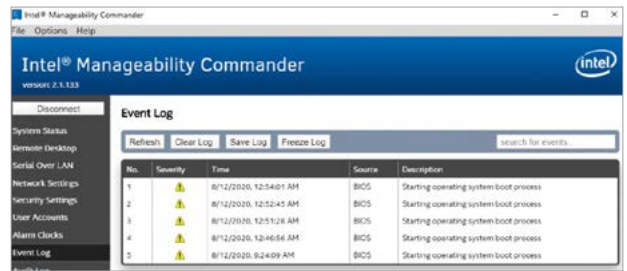 Intel® Manageability Commander
File Options Help
Intel® Manageability Commander
version: 2.1.133
intel
Disconnect
System Status
Remote Desktop
Serial Over LAN
Network Settings
Security Settings
User Accounts
Alarm Clocks
Event Log
Audit Log
Event Log
Refresh Clear Log Save Log Freeze Log search for events..
No. Severity Time Source Description
1 8/12/2020, 12:54:01 AM BIOS Starting operating system boot process
2 8/12/2020, 12:52:45 AM BIOS Starting operating system boot process
3 8/12/2020, 12:51:28 AM BIOS Starting operating system boot process
4 8/12/2020, 12:46:56 AM BIOS Starting operating system boot process
5 8/12/2020, 9:24:09 AM BIOS Starting operating system boot process